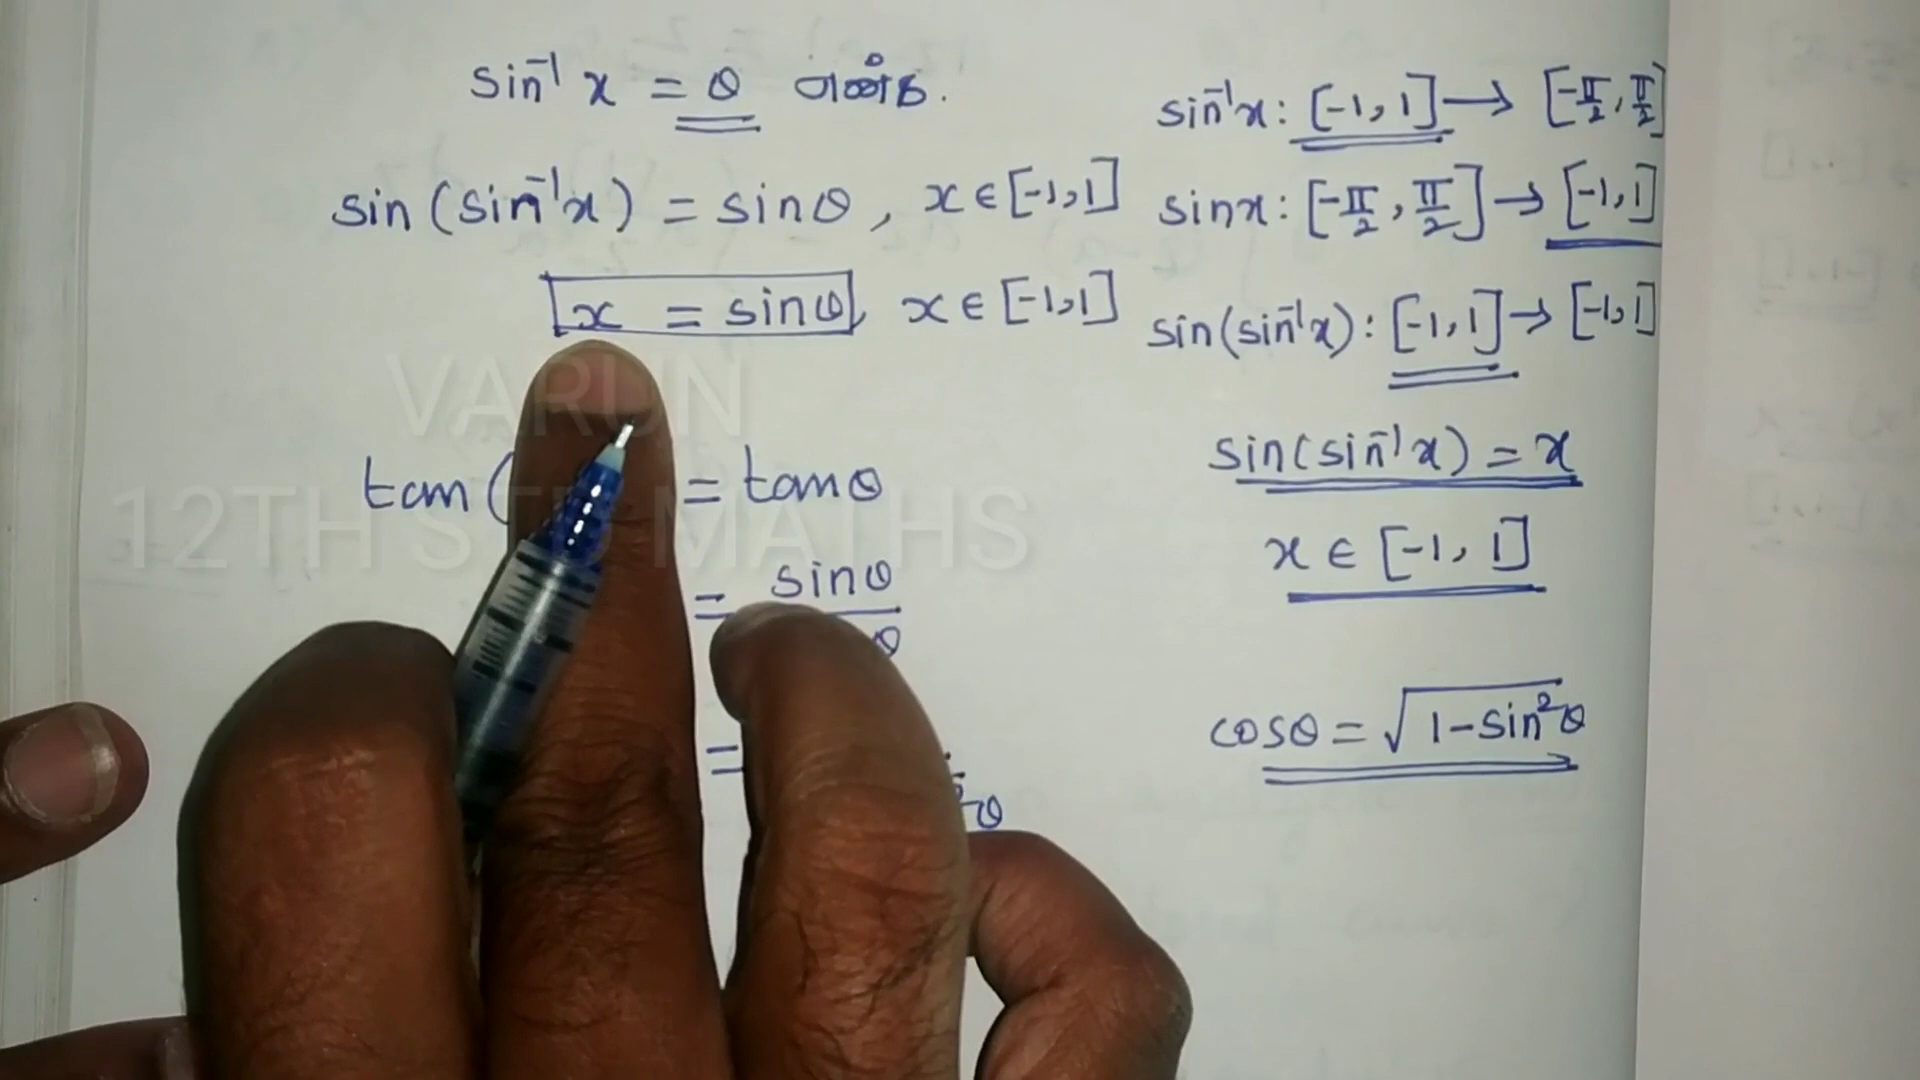 sin⁻¹ x = θ என்க.
sin (sin⁻¹x) = sinθ , x ∈ [-1,1]
x = sinθ, x ∈ [-1,1]
tan ( = tanθ
= sinθ
θ
=
²θ
sin⁻¹x: [-1,1] → [-π/2, π/2]
sinx: [-π/2, π/2] → [-1,1]
sin(sin⁻¹x): [-1,1] → [-1,1]
sin(sin⁻¹x) = x
x ∈ [-1, 1]
cosθ = √1-sin²θ
VARUN
12TH STD MATHS